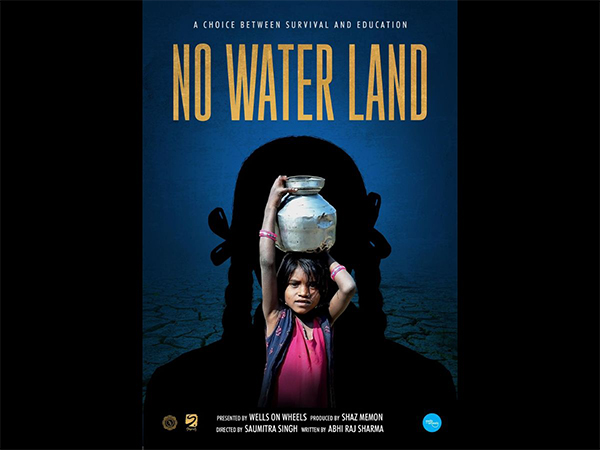 A CHOICE BETWEEN SURVIVAL AND EDUCATION
NO WATER LAND
PRESENTED BY WELLS ON WHEELS PRODUCED BY SHAZ MEMON
DIRECTED BY SAUMITRA SINGH WRITTEN BY ABHI RAJ SHARMA